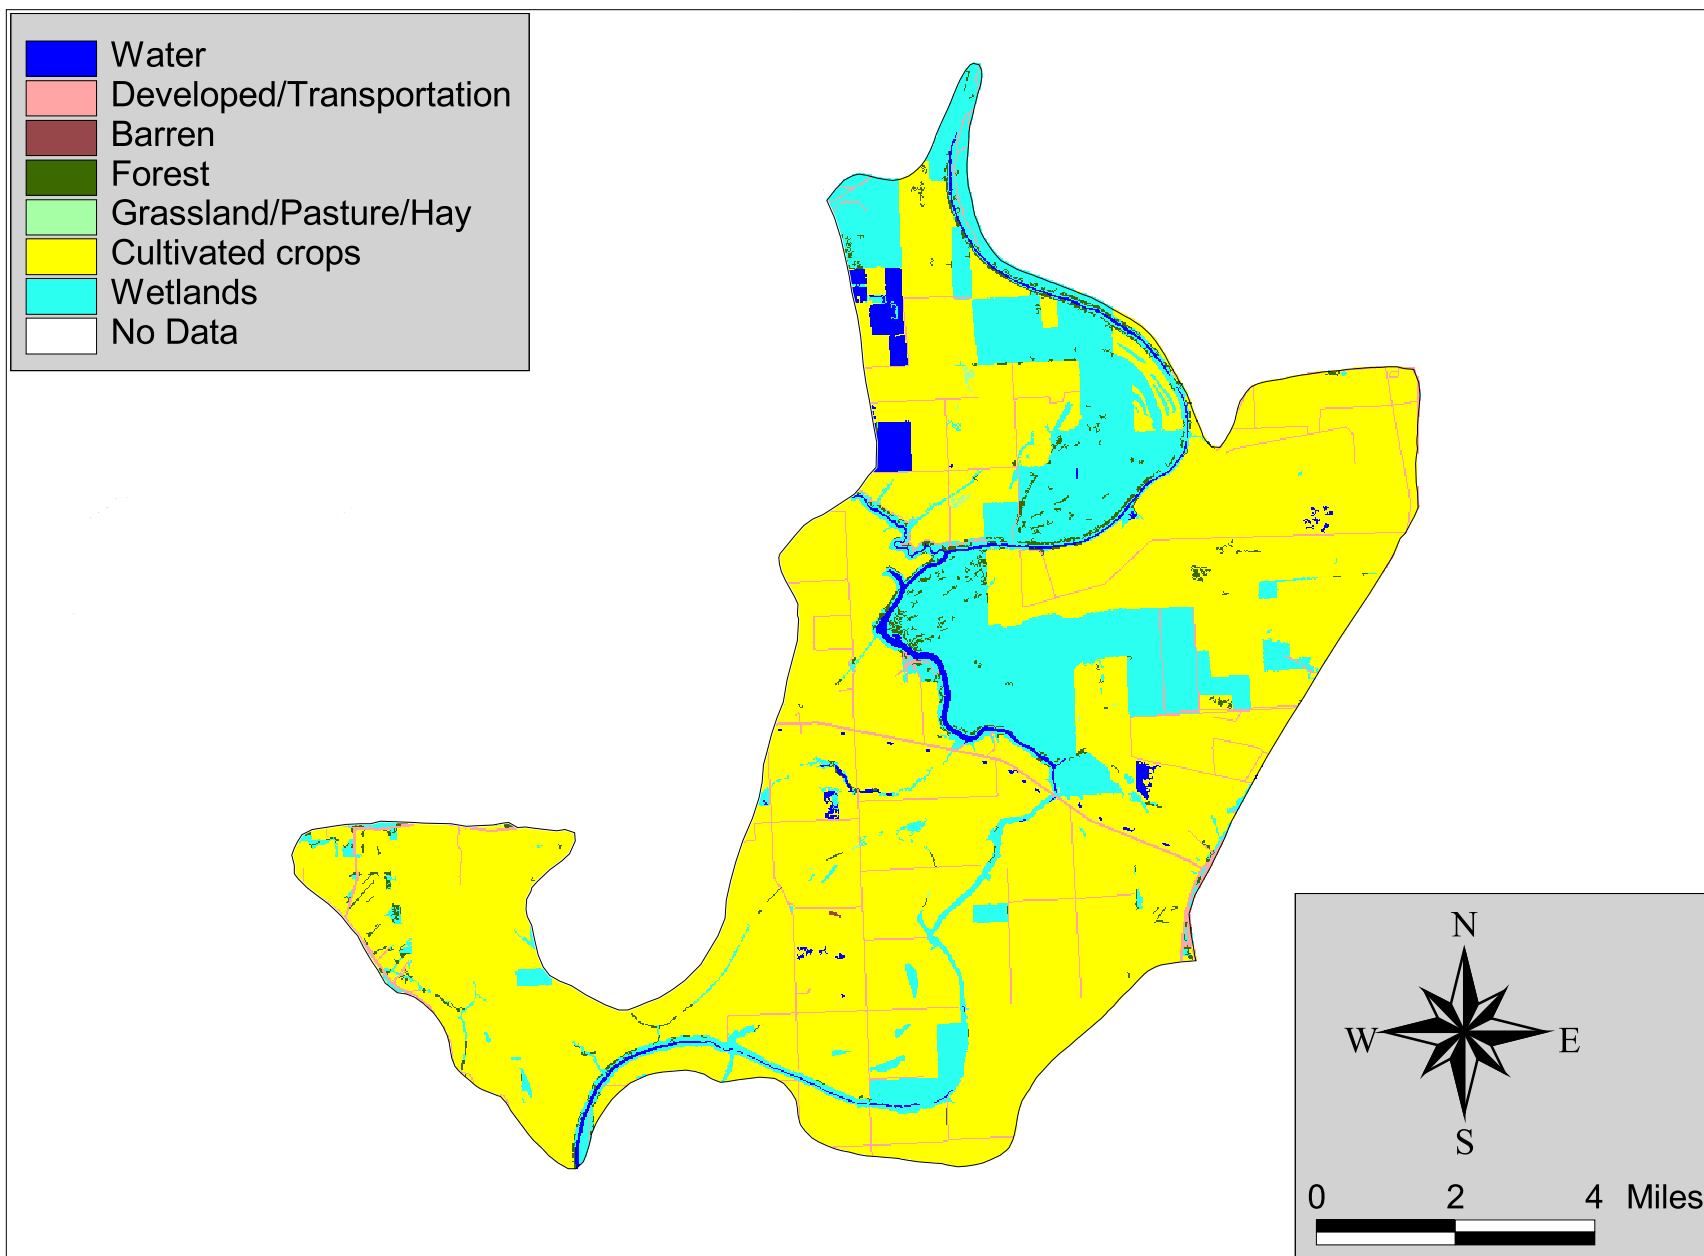 Water
Developed/Transportation
Barren
Forest
Grassland/Pasture/Hay
Cultivated crops
Wetlands
No Data
N
W E
S
0 2 4 Miles